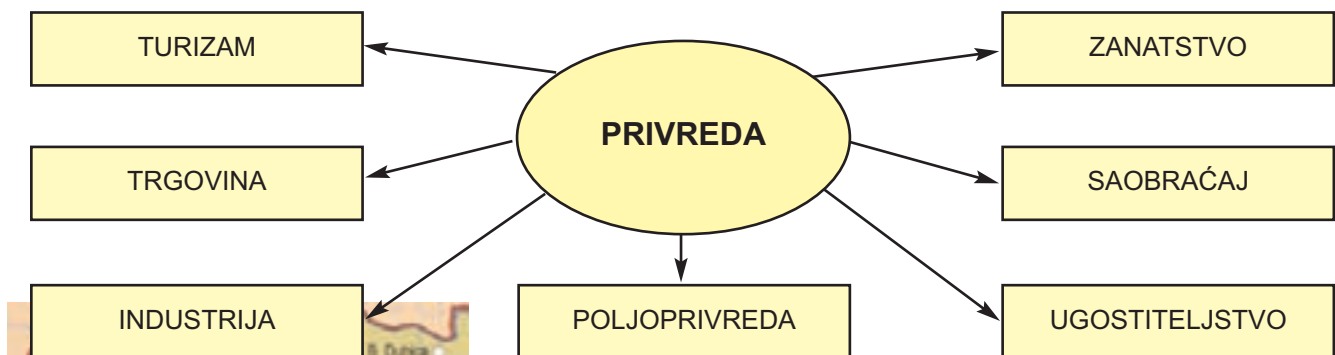 TURIZAM
PRIVREDA
ZANATSTVO
TRGOVINA
SAOBRAĆAJ
INDUSTRIJA
POLJOPRIVREDA
UGOSTITELJSTVO